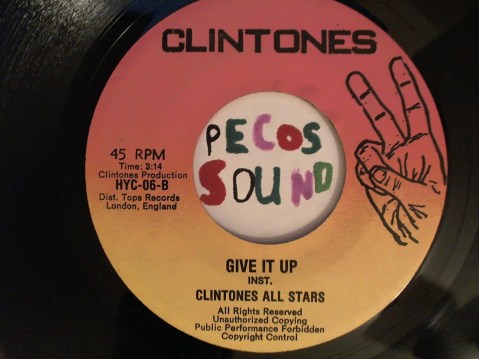 CLINTONES
PECOS
SOUND
45 RPM
Time: 3:14
Clintones Production
HYC-06-B
Dist. Tops Records
London, England
GIVE IT UP
INST.
CLINTONES ALL STARS
All Rights Reserved
Unauthorized Copying
Public Performance Forbidden
Copyright Control